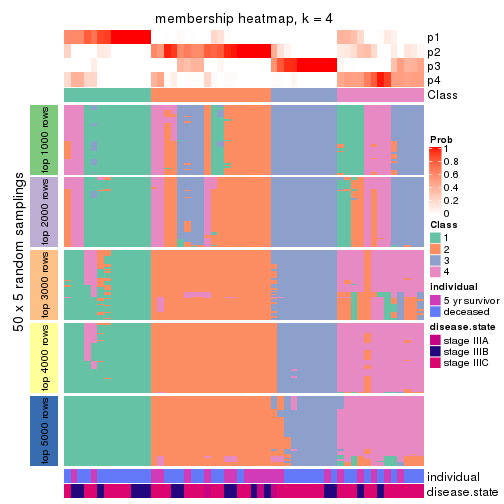 membership heatmap, k = 4
p1
p2
p3
p4
Class
50 x 5 random samplings
top 1000 rows
top 2000 rows
top 3000 rows
top 4000 rows
top 5000 rows
individual
disease.state
Prob
1
0.8
0.6
0.4
0.2
0
Class
1
2
3
4
individual
5 yr survivor
deceased
disease.state
stage IIIA
stage IIIB
stage IIIC